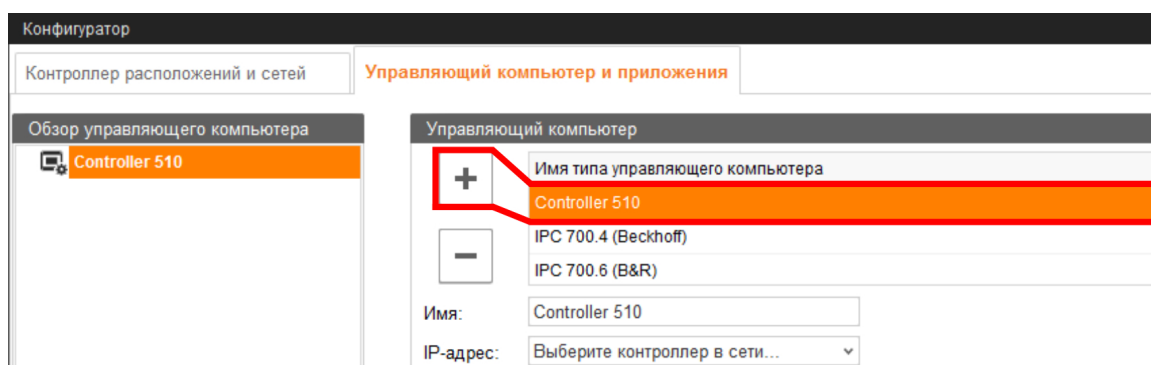 Конфигуратор
Контроллер расположений и сетей
Управляющий компьютер и приложения
Обзор управляющего компьютера
Controller 510
Управляющий компьютер
Имя типа управляющего компьютера
Controller 510
IPC 700.4 (Beckhoff)
IPC 700.6 (B&R)
Имя: Controller 510
IP-адрес: Выберите контроллер в сети...